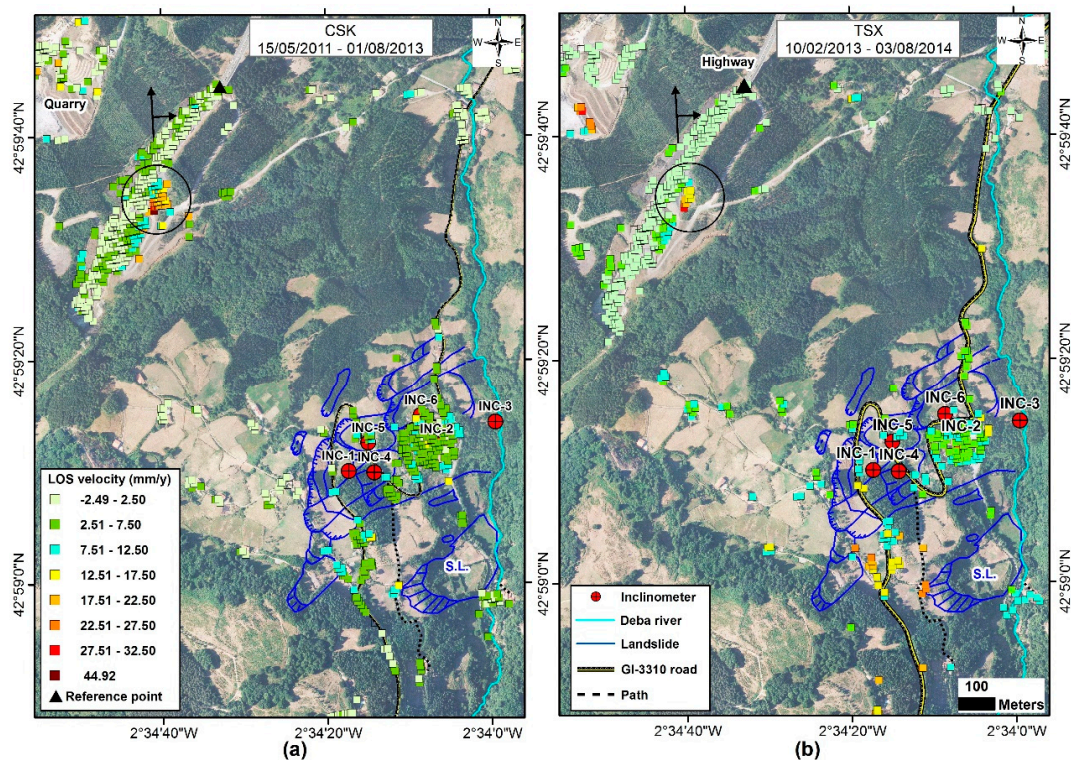 CSK
15/05/2011 - 01/08/2013
N
W
E
S
Quarry
42°59'40"N
42°59'20"N
42°59'0"N
INC-6
INC-3
INC-5
INC-2
INC-1
INC-4
S.L.
LOS velocity (mm/y)
-2.49 - 2.50
2.51 - 7.50
7.51 - 12.50
12.51 - 17.50
17.51 - 22.50
22.51 - 27.50
27.51 - 32.50
44.92
Reference point
2°34'40"W
2°34'20"W
2°34'0"W
(a)
TSX
10/02/2013 - 03/08/2014
N
W
E
S
Highway
42°59'40"N
42°59'20"N
42°59'0"N
INC-6
INC-3
INC-5
INC-2
INC-1
INC-4
S.L.
Inclinometer
Deba river
Landslide
GI-3310 road
Path
100
Meters
2°34'40"W
2°34'20"W
2°34'0"W
(b)